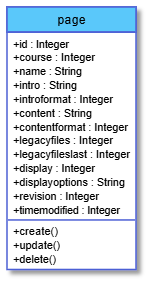 page
+id : Integer
+course : Integer
+name : String
+intro : String
+introformat : Integer
+content : String
+contentformat : Integer
+legacyfiles : Integer
+legacyfileslast : Integer
+display : Integer
+displayoptions : String
+revision : Integer
+timemodified : Integer
+create()
+update()
+delete()